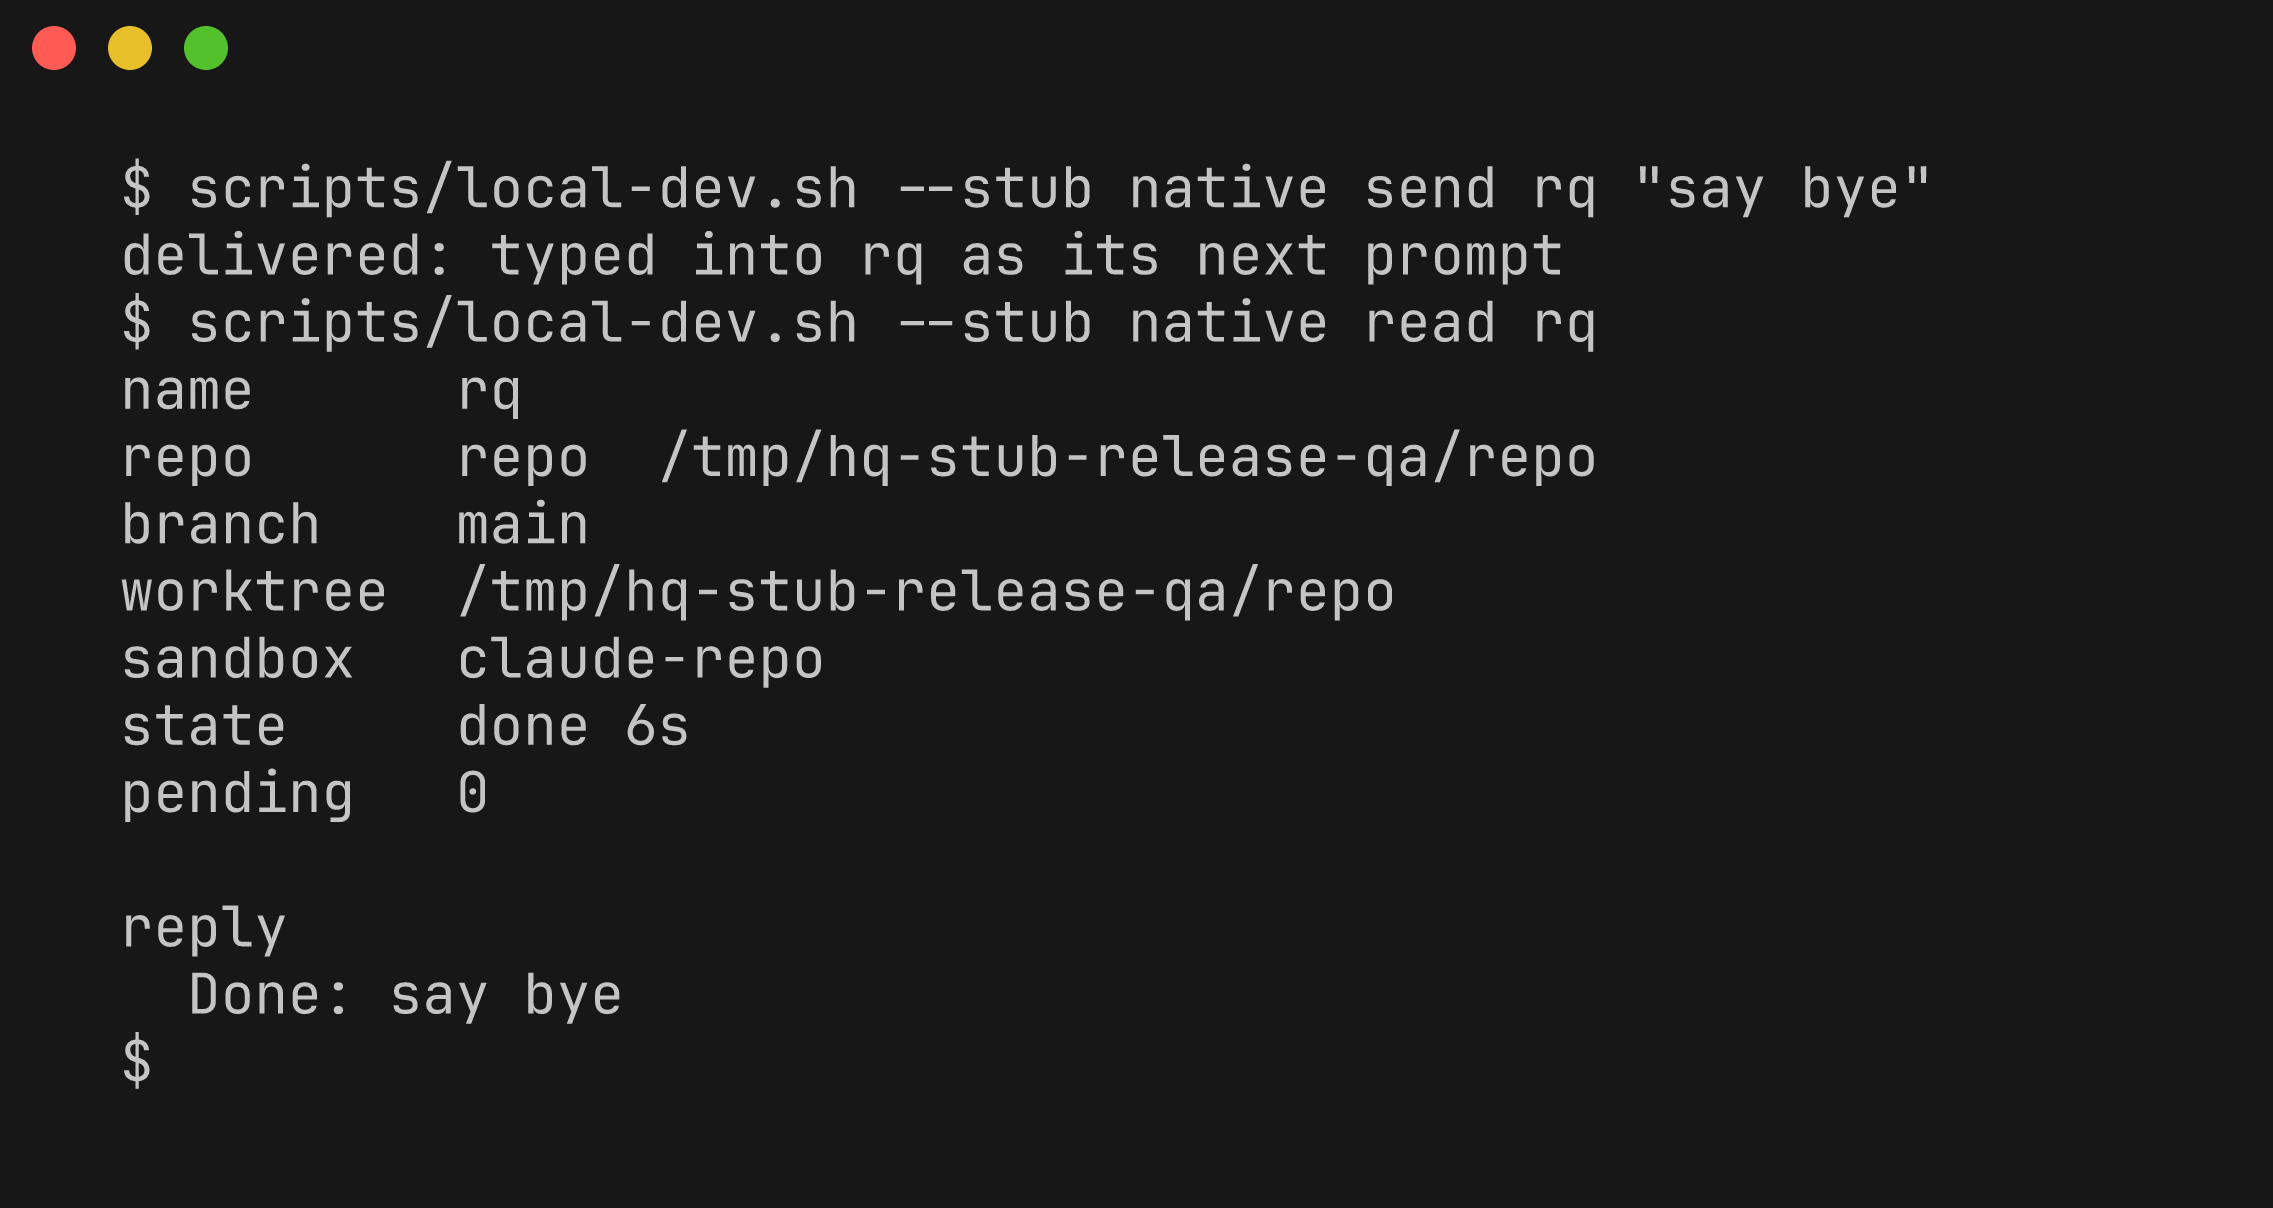 $ scripts/local-dev.sh --stub native send rq "say bye"
delivered: typed into rq as its next prompt
$ scripts/local-dev.sh --stub native read rq
name      rq
repo      repo  /tmp/hq-stub-release-qa/repo
branch    main
worktree  /tmp/hq-stub-release-qa/repo
sandbox   claude-repo
state     done 6s
pending   0

reply
  Done: say bye
$